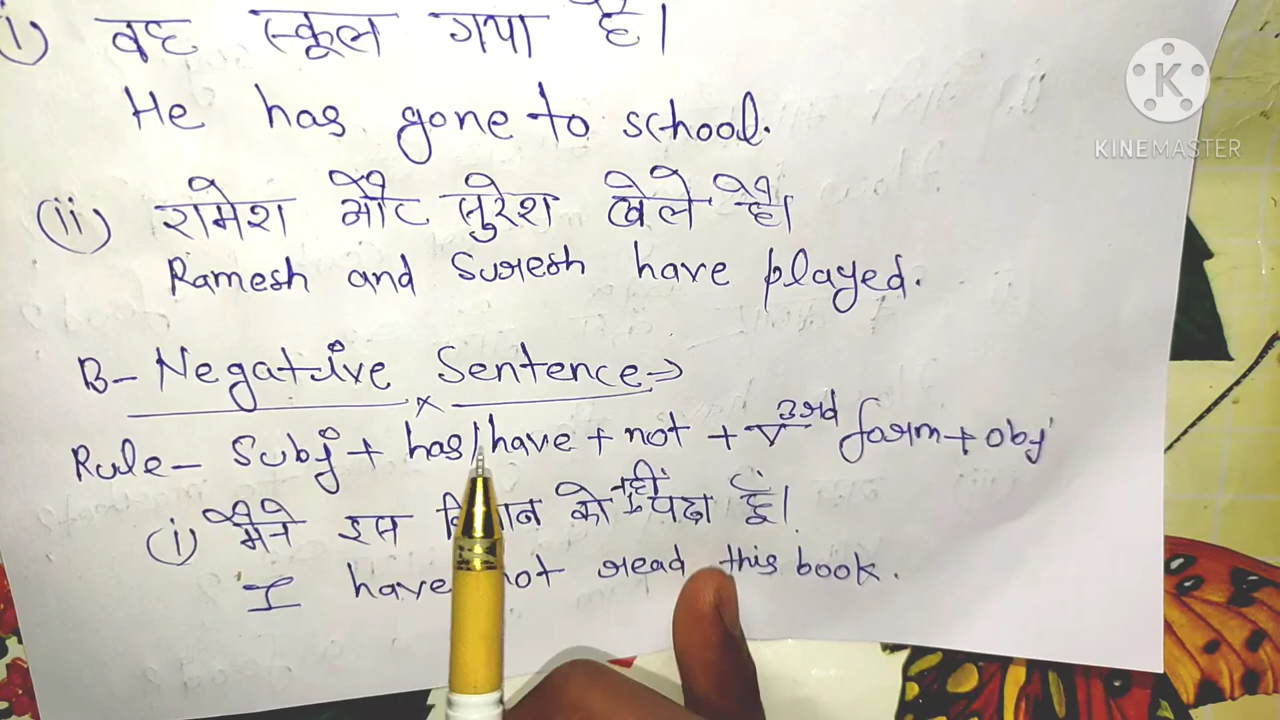 i) वह स्कूल गया है।
He has gone to school.
(ii) रामेश और सुरेश खेले है।
Ramesh and Suresh have played.
B- Negative Sentence→
Rule- Subj + has/have + not + V 3rd form + obj
(i) मैंने इस को नहीं पढ़ा हूँ।
I have not read this book.
K
KINEMASTER